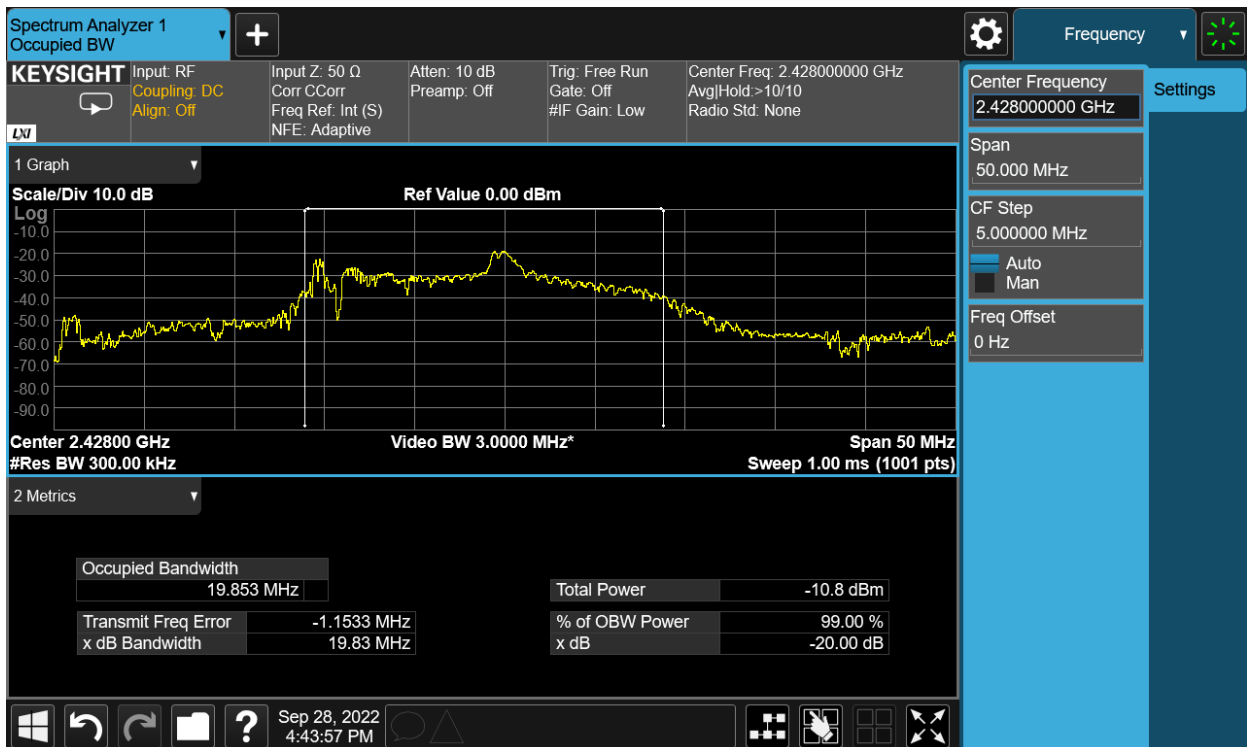 Spectrum Analyzer 1
Occupied BW
Frequency
KEYSIGHT
LXI
Input: RF
Coupling: DC
Align: Off
Input Z: 50 Ω
Corr CCorr
Freq Ref: Int (S)
NFE: Adaptive
Atten: 10 dB
Preamp: Off
Trig: Free Run
Gate: Off
#IF Gain: Low
Center Freq: 2.428000000 GHz
Avg|Hold:>10/10
Radio Std: None
1 Graph
Scale/Div 10.0 dB
Ref Value 0.00 dBm
Log
-10.0
-20.0
-30.0
-40.0
-50.0
-60.0
-70.0
-80.0
-90.0
Center 2.42800 GHz
Video BW 3.0000 MHz*
Span 50 MHz
#Res BW 300.00 kHz
Sweep 1.00 ms (1001 pts)
2 Metrics
Occupied Bandwidth
19.853 MHz
Total Power -10.8 dBm
Transmit Freq Error -1.1533 MHz
% of OBW Power 99.00 %
x dB Bandwidth 19.83 MHz
x dB -20.00 dB
Center Frequency
2.428000000 GHz
Settings
Span
50.000 MHz
CF Step
5.000000 MHz
Auto
Man
Freq Offset
0 Hz
?
Sep 28, 2022
4:43:57 PM